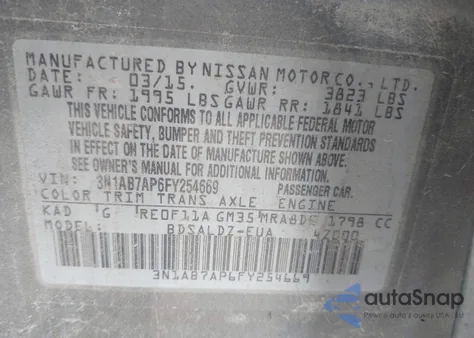 MANUFACTURED BY NISSAN MOTOR CO., LTD.
DATE: 03/15. GVWR: 3823 LBS
GAWR FR: 1995 LBS GAWR RR: 1841 LBS
THIS VEHICLE CONFORMS TO ALL APPLICABLE FEDERAL MOTOR
VEHICLE SAFETY, BUMPER AND THEFT PREVENTION STANDARDS
IN EFFECT ON THE DATE OF MANUFACTURE SHOWN ABOVE.
SEE OWNER'S MANUAL FOR ADDITIONAL INFORMATION.
VIN: 3N1AB7AP6FY254669 PASSENGER CAR.
COLOR TRIM TRANS AXLE ENGINE
KAD G RE0F11A GM35 MRA8DE 1798 CC
MODEL: BDSALDZ-EUA 47000
3N1AB7AP6FY254669
autoSnap